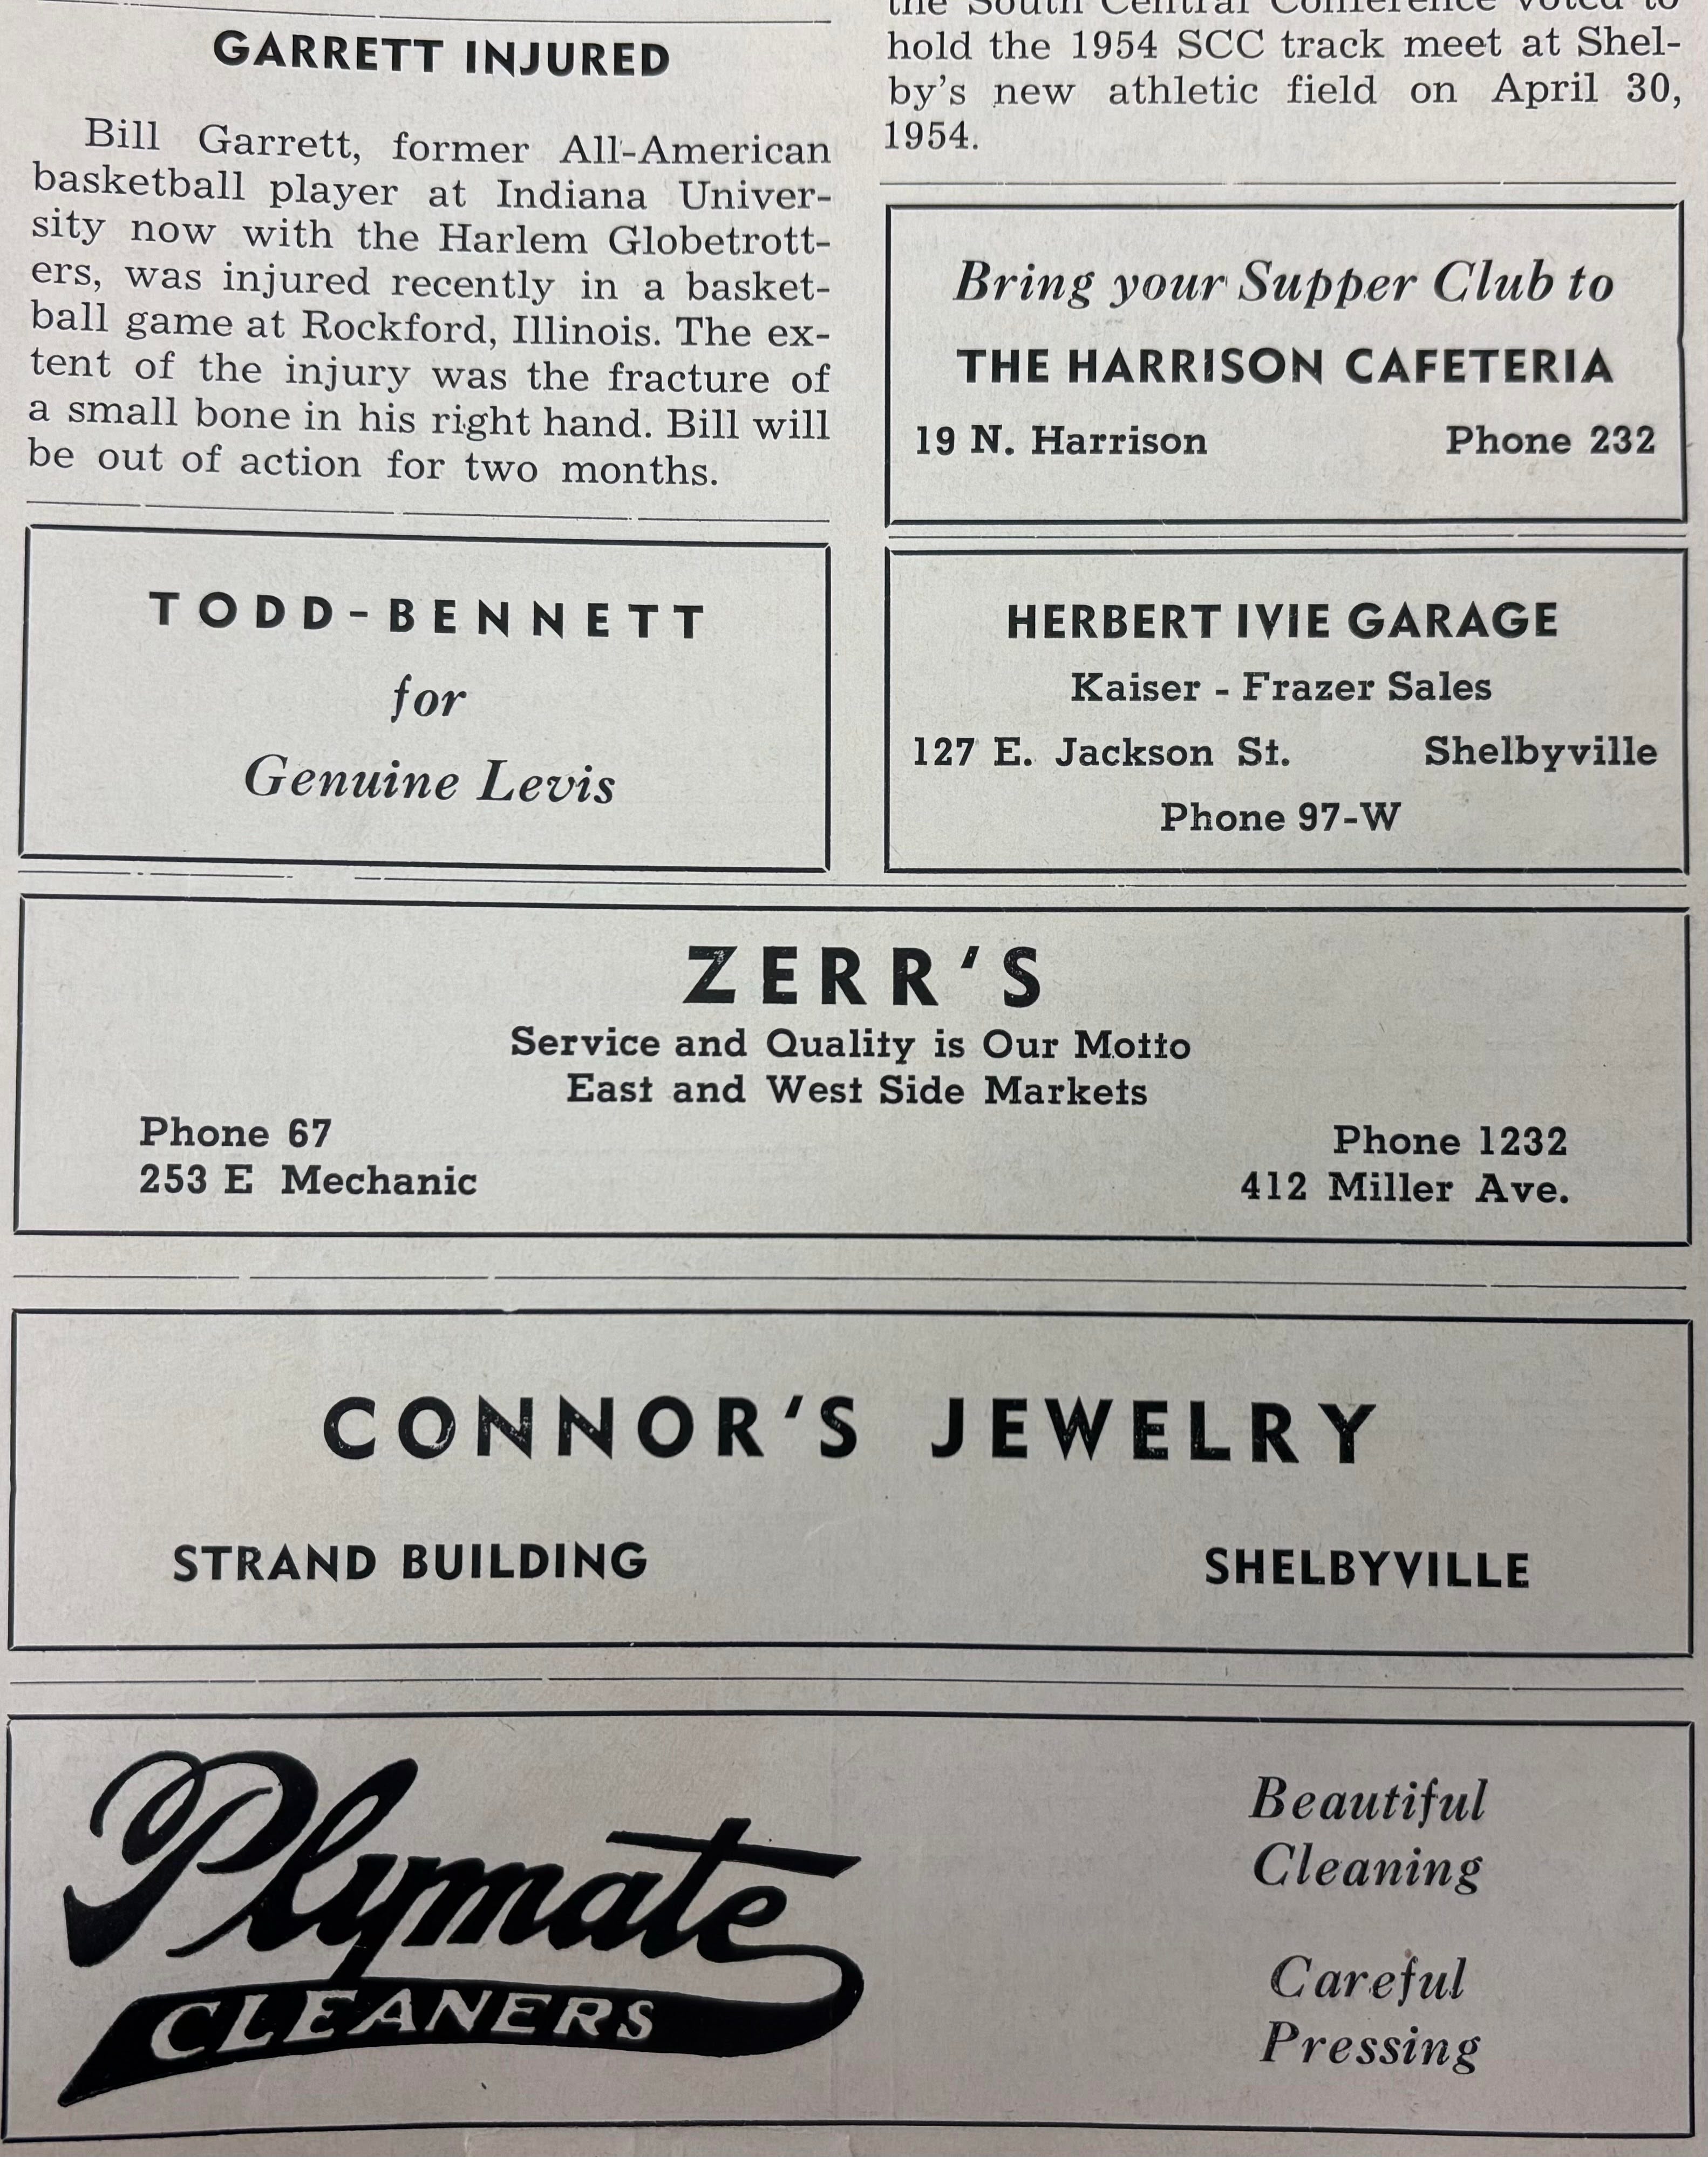 GARRETT INJURED
Bill Garrett, former All-American
basketball player at Indiana Univer-
sity now with the Harlem Globetrott-
ers, was injured recently in a basket-
ball game at Rockford, Illinois. The ex-
tent of the injury was the fracture of
a small bone in his right hand. Bill will
be out of action for two months.
TODD-BENNETT
for
Genuine Levis
the South Central Conference voted to
hold the 1954 SCC track meet at Shel-
by's new athletic field on April 30,
1954.
Bring your Supper Club to
THE HARRISON CAFETERIA
19 N. Harrison Phone 232
HERBERT IVIE GARAGE
Kaiser - Frazer Sales
127 E. Jackson St. Shelbyville
Phone 97-W
ZERR'S
Service and Quality is Our Motto
East and West Side Markets
Phone 67 Phone 1232
253 E Mechanic 412 Miller Ave.
CONNOR'S JEWELRY
STRAND BUILDING SHELBYVILLE
Plymate
CLEANERS
Beautiful
Cleaning
Careful
Pressing